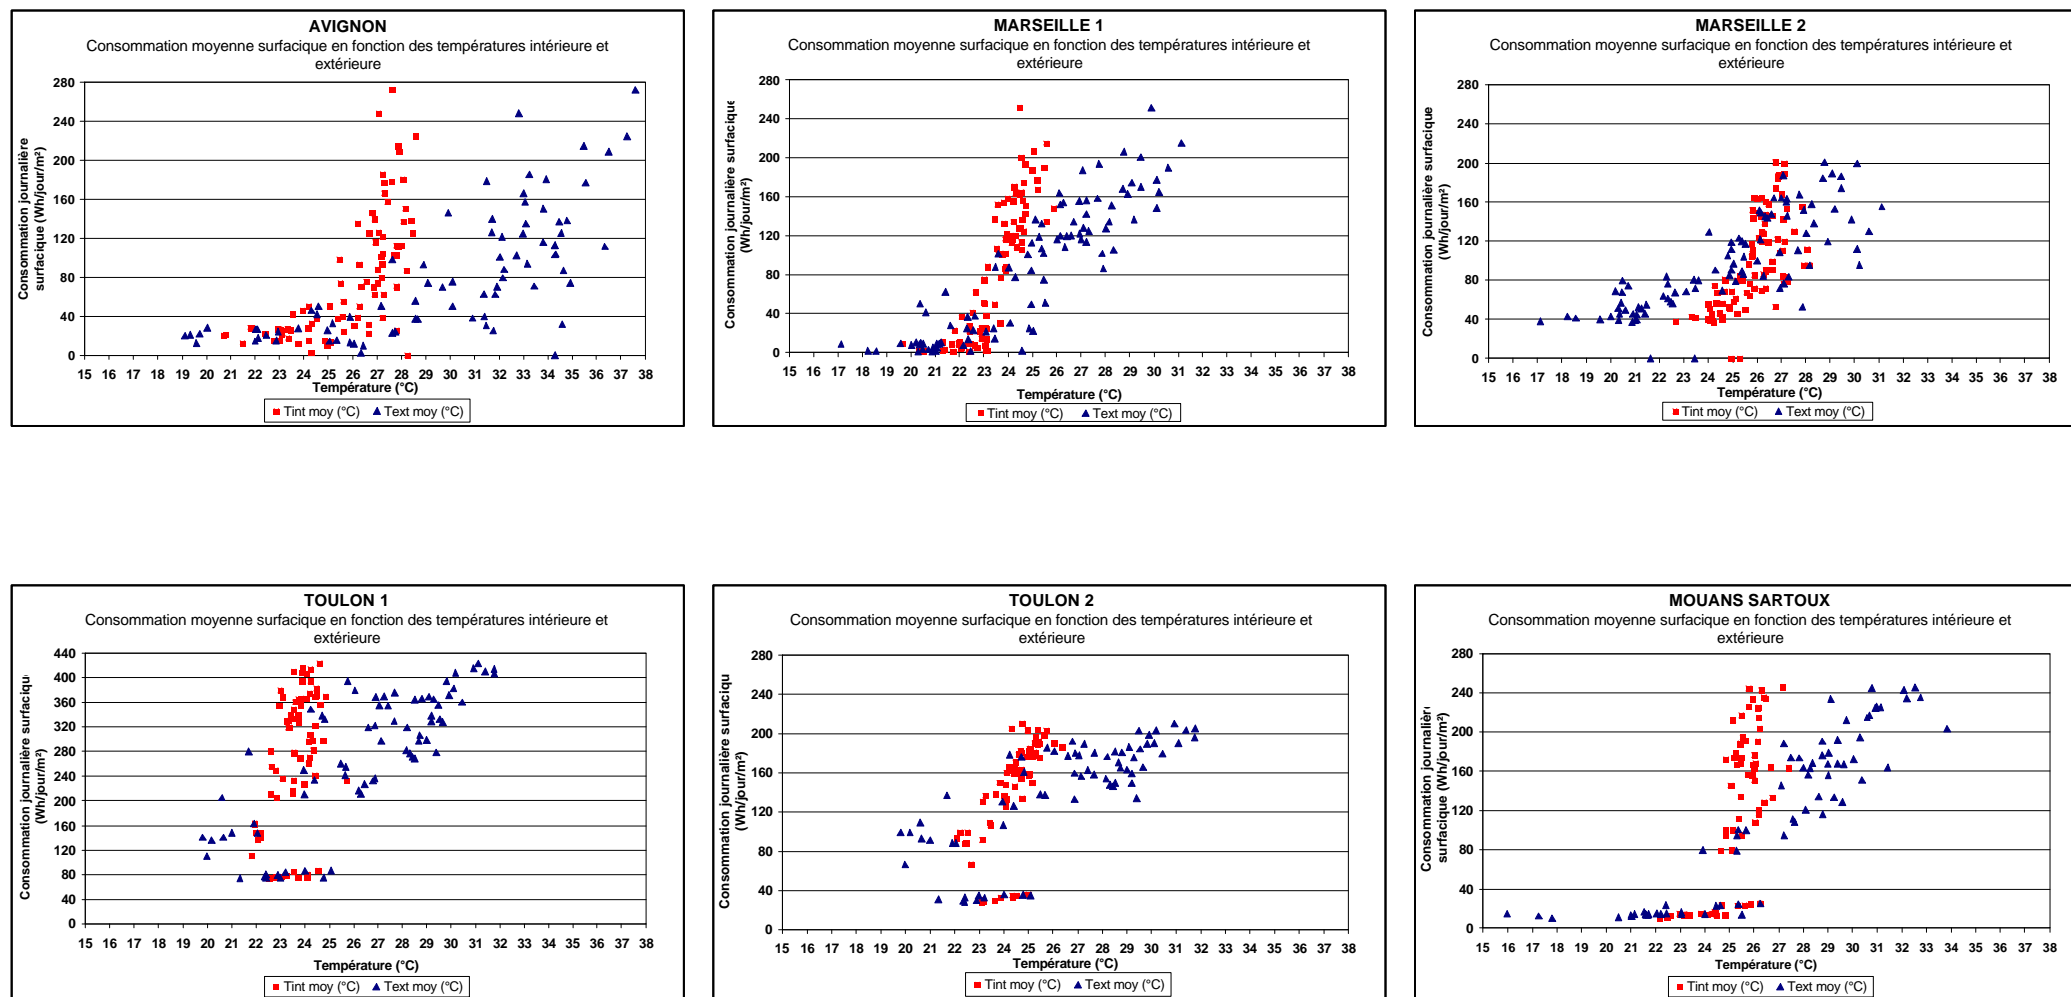 AVIGNON
Consommation moyenne surfacique en fonction des températures intérieure et
extérieure
Consommation journalière
surfacique (Wh/jour/m²)
280
240
200
160
120
80
40
0
15 16 17 18 19 20 21 22 23 24 25 26 27 28 29 30 31 32 33 34 35 36 37 38
Température (°C)
Tint moy (°C) Text moy (°C)
MARSEILLE 1
Consommation moyenne surfacique en fonction des températures intérieure et
extérieure
Consommation journalière surfacique
(Wh/jour/m²)
280
240
200
160
120
80
40
0
15 16 17 18 19 20 21 22 23 24 25 26 27 28 29 30 31 32 33 34 35 36 37 38
Température (°C)
Tint moy (°C) Text moy (°C)
MARSEILLE 2
Consommation moyenne surfacique en fonction des températures intérieure et
extérieure
Consommation journalière surfacique
(Wh/jour/m²)
280
240
200
160
120
80
40
0
15 16 17 18 19 20 21 22 23 24 25 26 27 28 29 30 31 32 33 34 35 36 37 38
Température (°C)
Tint moy (°C) Text moy (°C)
TOULON 1
Consommation moyenne surfacique en fonction des températures intérieure et
extérieure
Consommation journalière surfaciqu
(Wh/jour/m²)
440
400
360
320
280
240
200
160
120
80
40
0
15 16 17 18 19 20 21 22 23 24 25 26 27 28 29 30 31 32 33 34 35 36 37 38
Température (°C)
Tint moy (°C) Text moy (°C)
TOULON 2
Consommation moyenne surfacique en fonction des températures intérieure et
extérieure
Consommation journalière surfaciqu
(Wh/jour/m²)
280
240
200
160
120
80
40
0
15 16 17 18 19 20 21 22 23 24 25 26 27 28 29 30 31 32 33 34 35 36 37 38
Température (°C)
Tint moy (°C) Text moy (°C)
MOUANS SARTOUX
Consommation moyenne surfacique en fonction des températures intérieure et
extérieure
Consommation journalière
surfacique (Wh/jour/m²)
280
240
200
160
120
80
40
0
15 16 17 18 19 20 21 22 23 24 25 26 27 28 29 30 31 32 33 34 35 36 37 38
Température (°C)
Tint moy (°C) Text moy (°C)